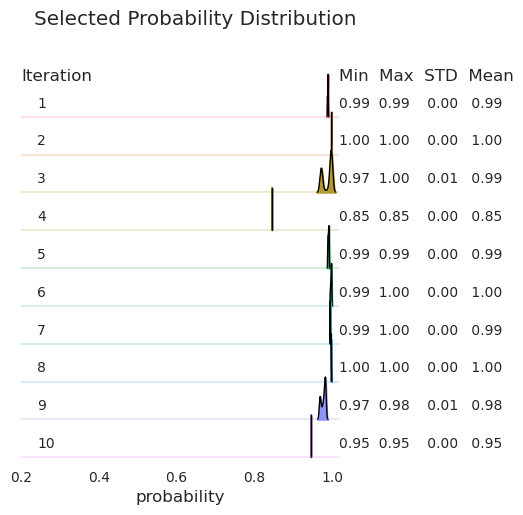 Selected Probability Distribution
Iteration Min Max STD Mean
1 0.99 0.99 0.00 0.99
2 1.00 1.00 0.00 1.00
3 0.97 1.00 0.01 0.99
4 0.85 0.85 0.00 0.85
5 0.99 0.99 0.00 0.99
6 0.99 1.00 0.00 1.00
7 0.99 1.00 0.00 0.99
8 1.00 1.00 0.00 1.00
9 0.97 0.98 0.01 0.98
10 0.95 0.95 0.00 0.95
0.2 0.4 0.6 0.8 1.0
probability